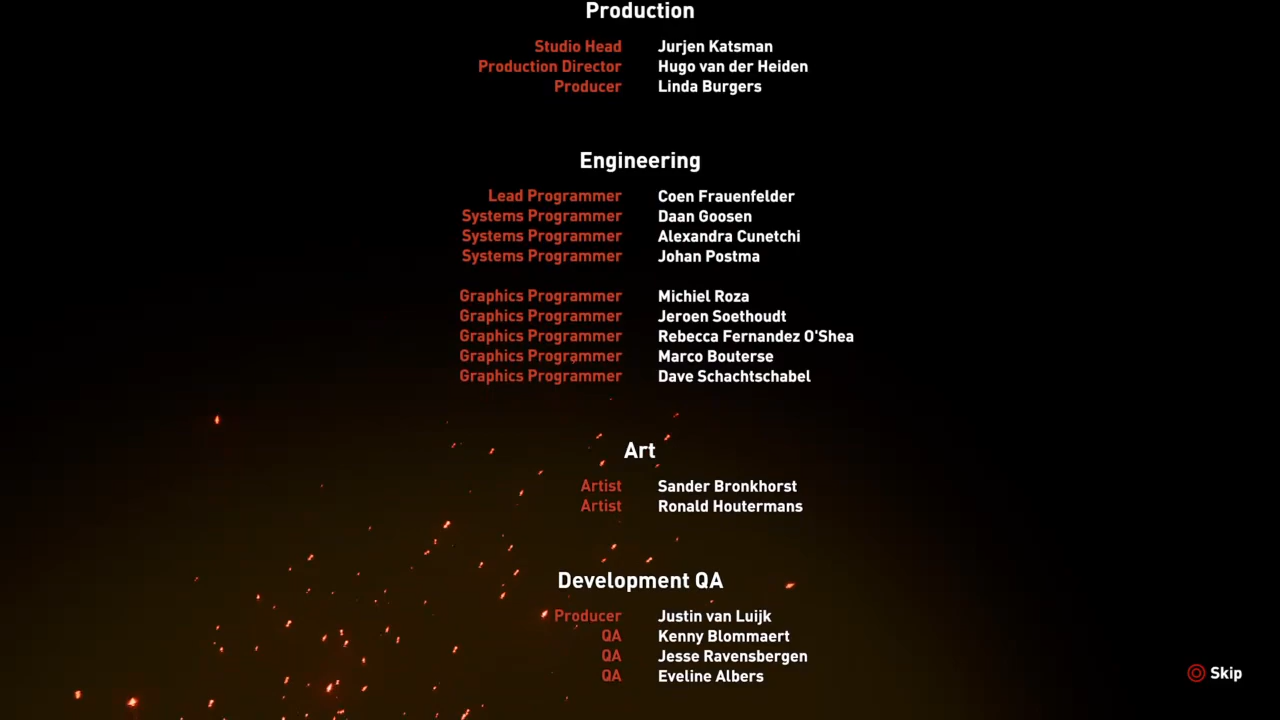 Production
Studio Head Jurjen Katsman
Production Director Hugo van der Heiden
Producer Linda Burgers
Engineering
Lead Programmer Coen Frauenfelder
Systems Programmer Daan Goosen
Systems Programmer Alexandra Cunetchi
Systems Programmer Johan Postma
Graphics Programmer Michiel Roza
Graphics Programmer Jeroen Soethoudt
Graphics Programmer Rebecca Fernandez O'Shea
Graphics Programmer Marco Bouterse
Graphics Programmer Dave Schachtschabel
Art
Artist Sander Bronkhorst
Artist Ronald Houtermans
Development QA
Producer Justin van Luijk
QA Kenny Blommaert
QA Jesse Ravensbergen
QA Eveline Albers
Skip